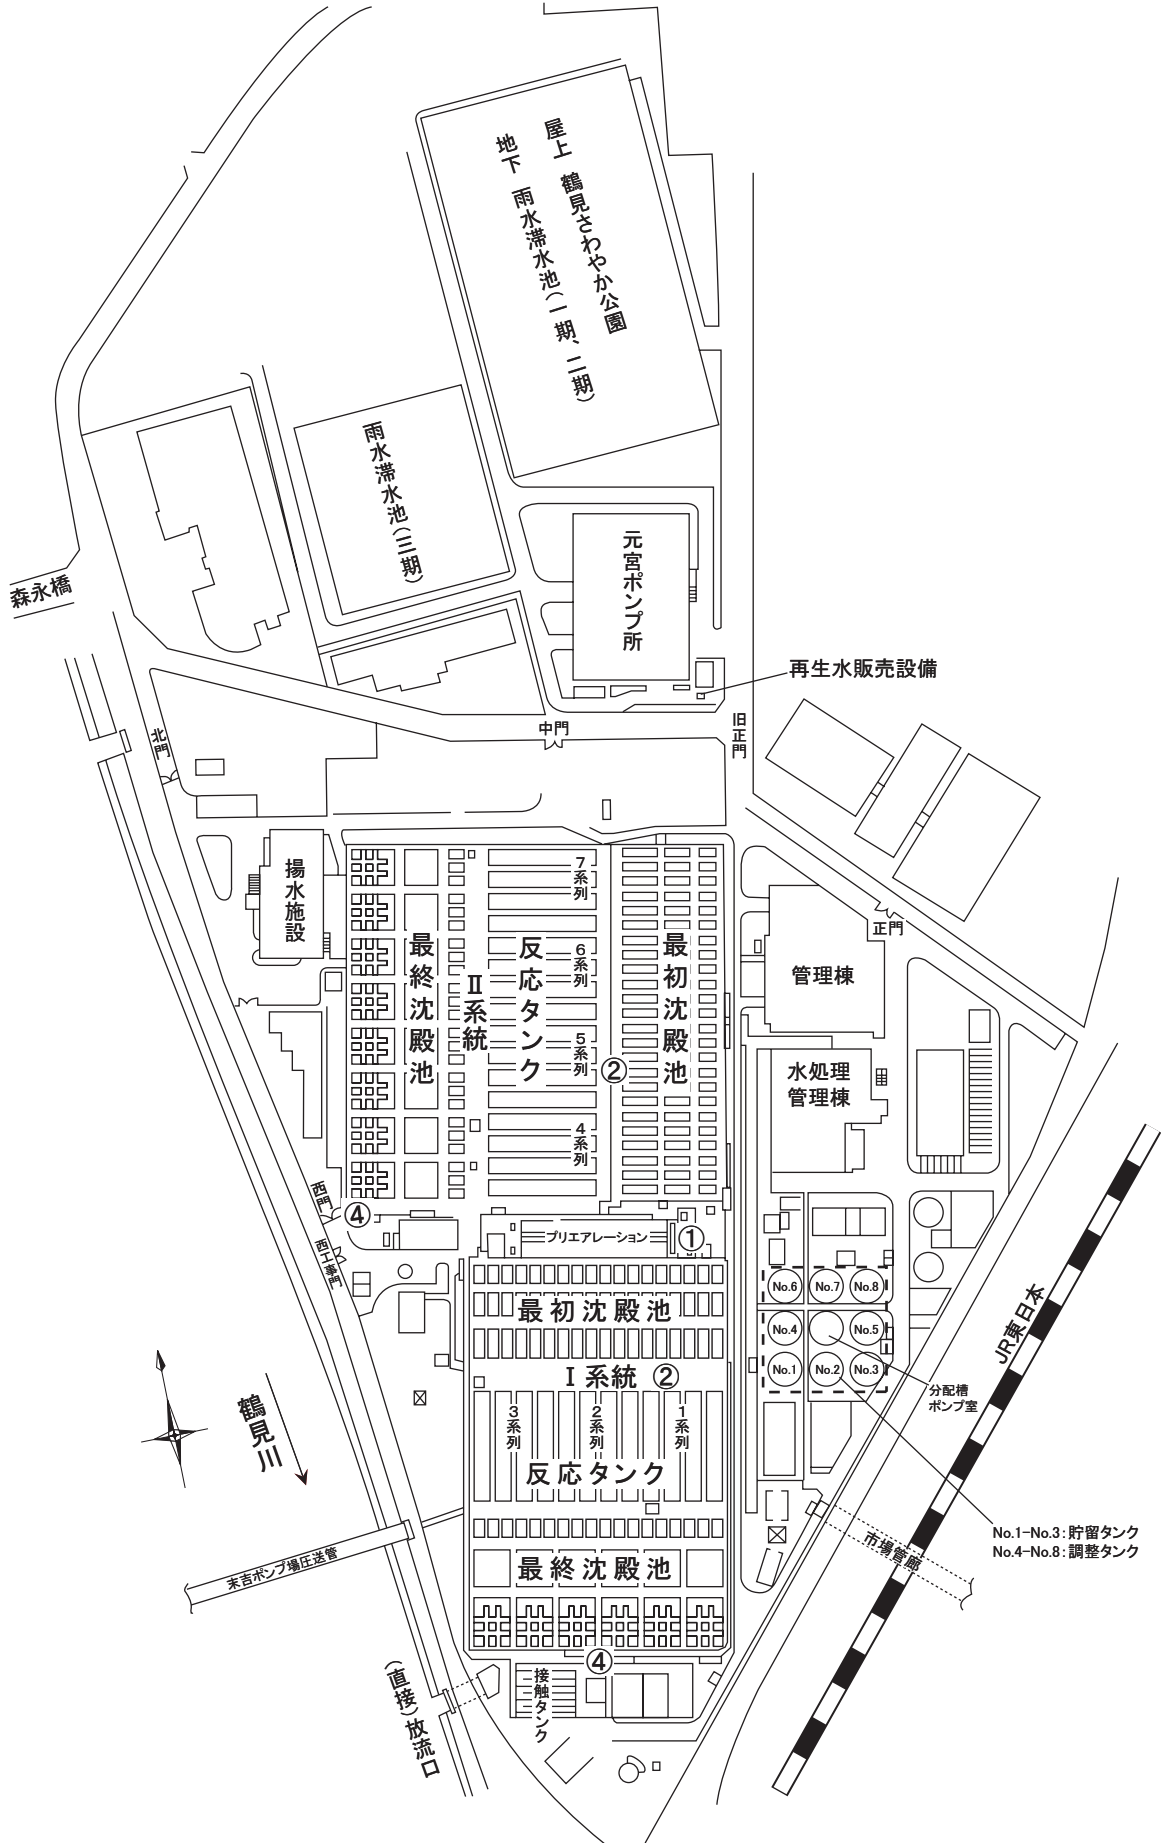 屋上　鶴見さわやか公園
地下　雨水滞水池(一期、二期)
雨水滞水池(三期)
元宮ポンプ所
森永橋
再生水販売設備
中門
旧正門
北門
揚水施設
7系列
6系列
5系列
4系列
最終沈殿池
Ⅱ系統
反応タンク
最初沈殿池
②
正門
管理棟
水処理
管理棟
西門
④
西工事門
プリエアレーション
①
最初沈殿池
Ⅰ系統
②
3系列
2系列
1系列
反応タンク
最終沈殿池
④
接触タンク
No.6
No.7
No.8
No.4
No.5
No.1
No.2
No.3
分配槽
ポンプ室
JR東日本
No.1-No.3:貯留タンク
No.4-No.8:調整タンク
市場管廊
鶴見川
末吉ポンプ場圧送管
(直接)放流口